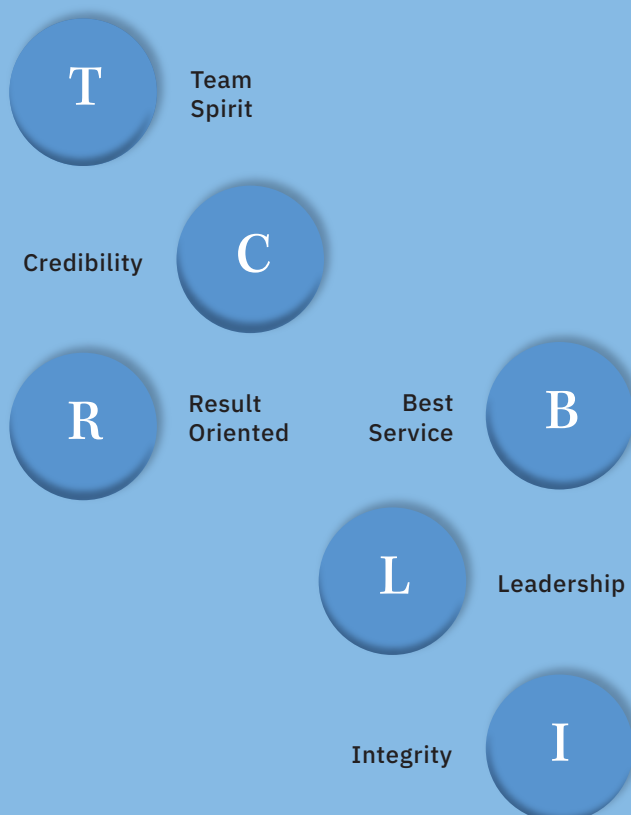 T
Team
Spirit
Credibility
C
R
Result
Oriented
Best
Service
B
L
Leadership
Integrity
I